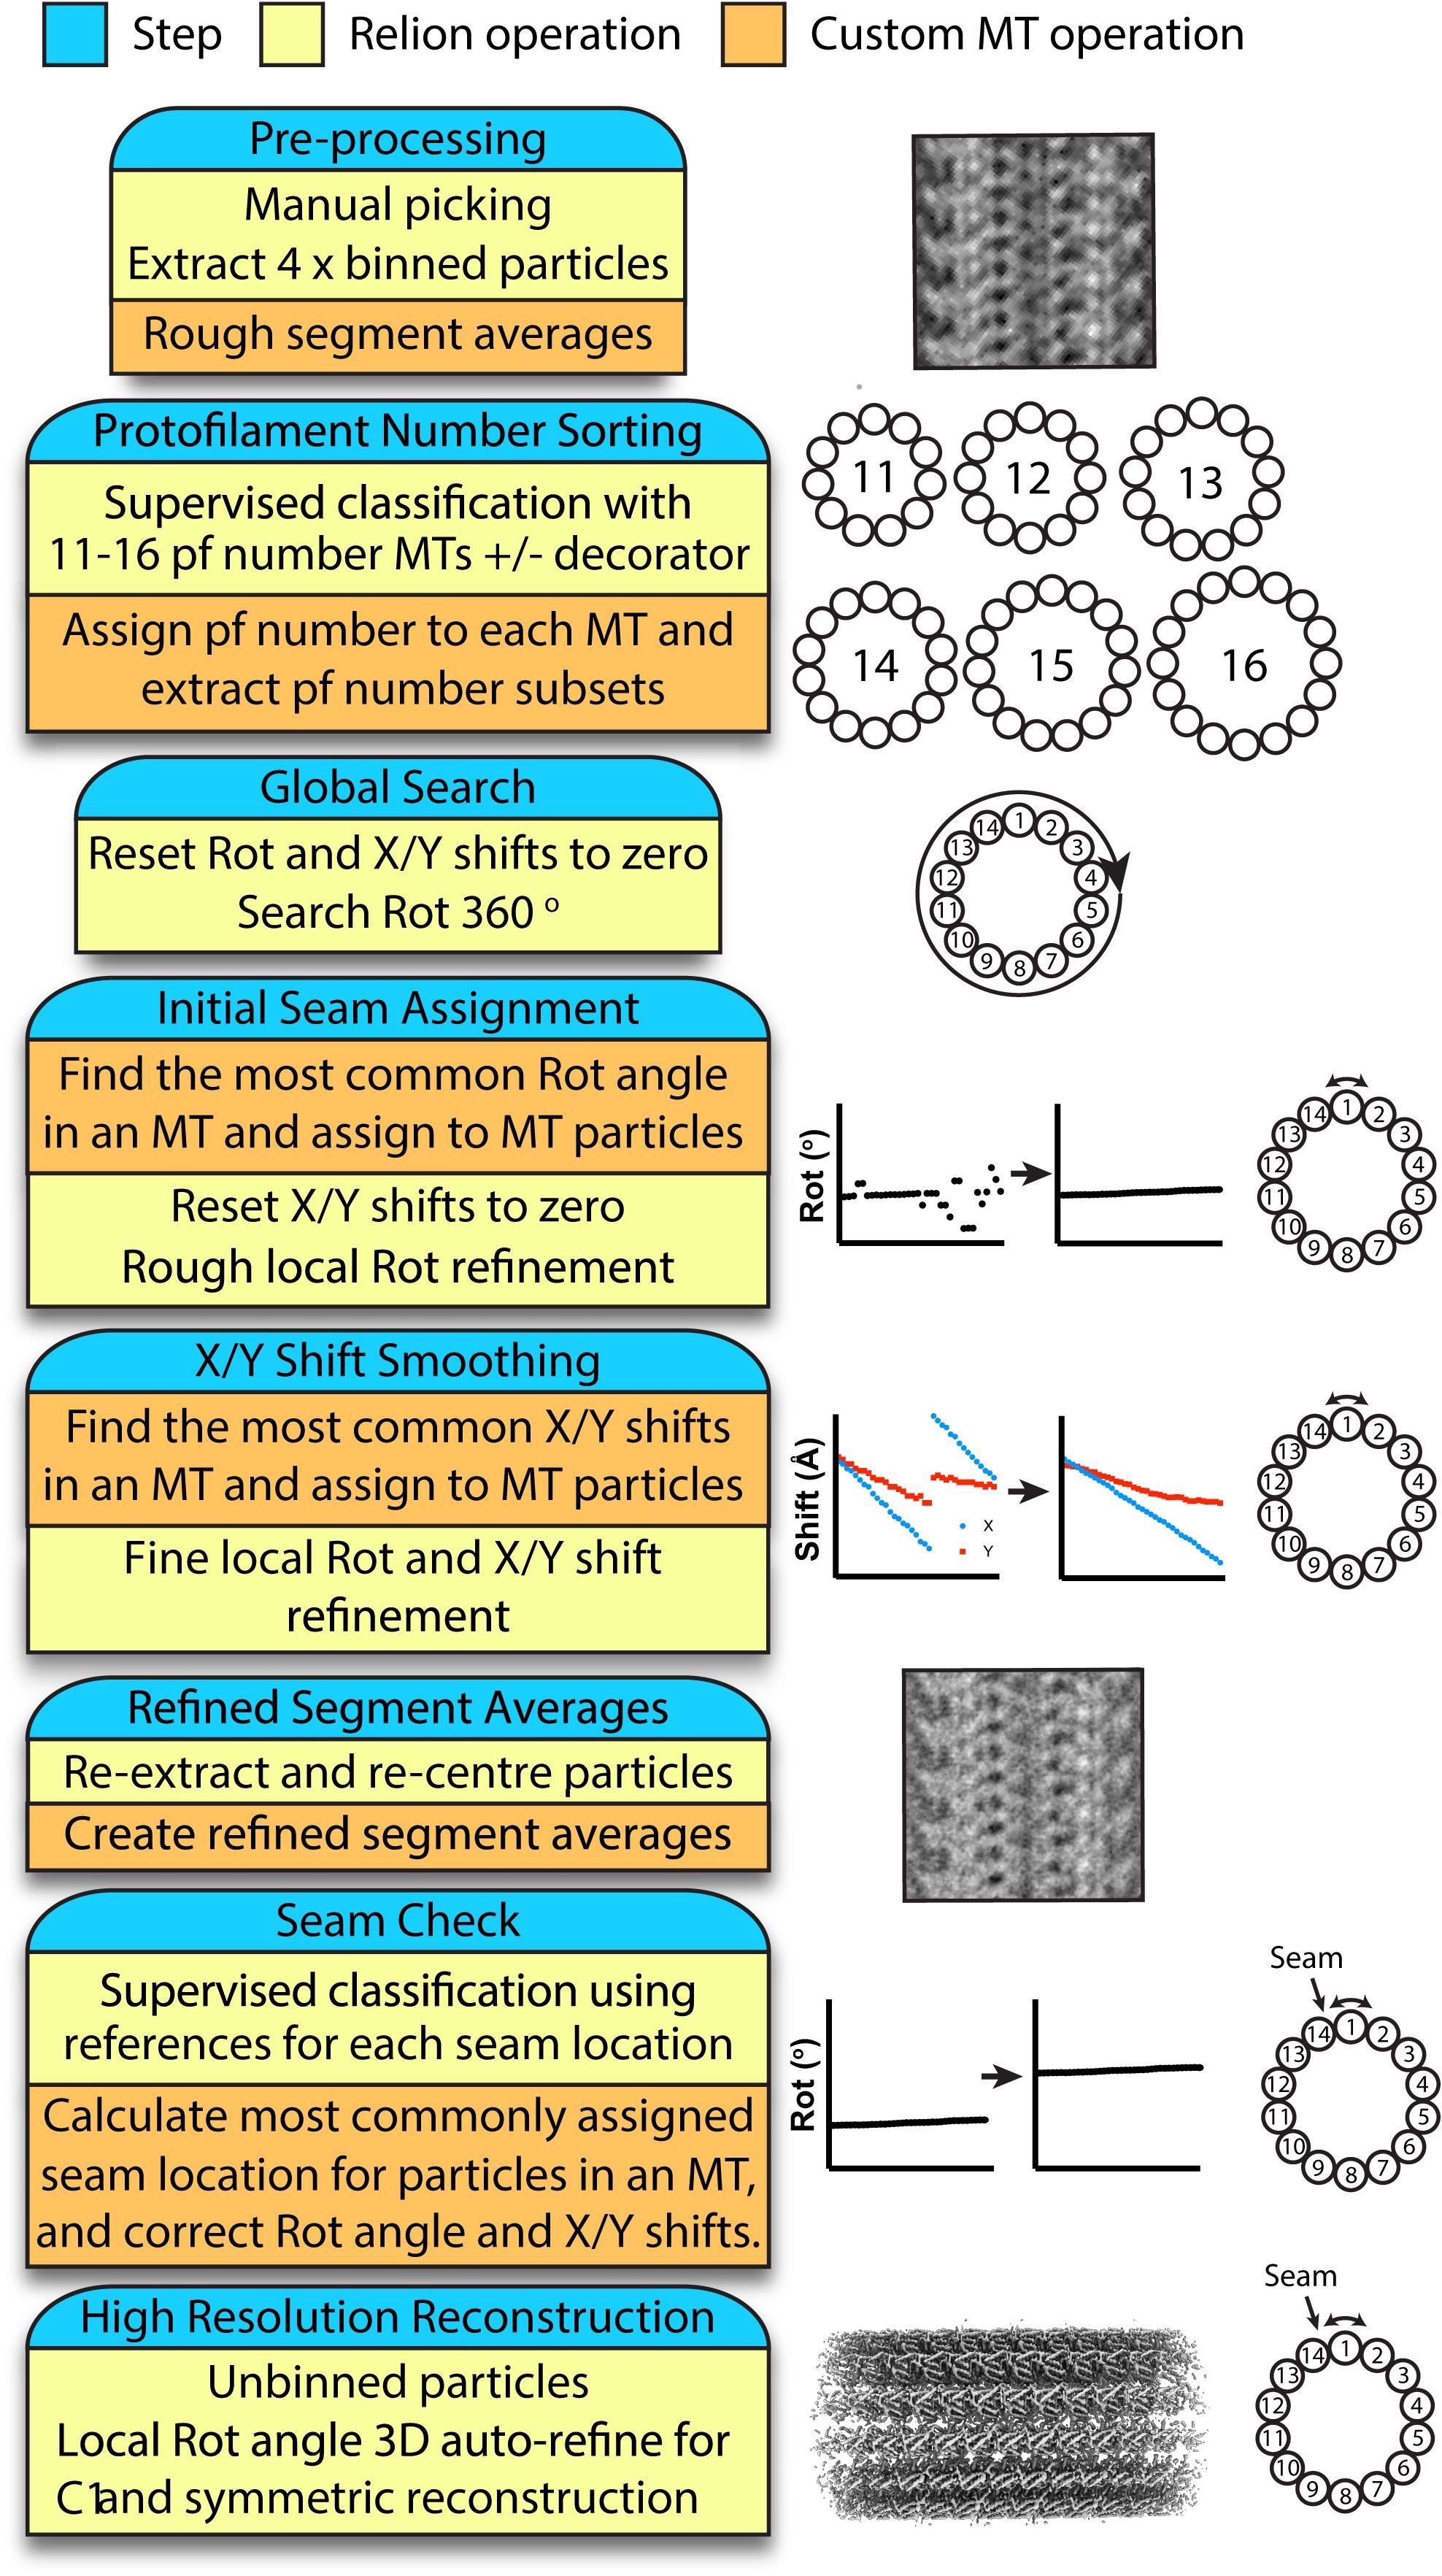 Step Relion operation Custom MT operation
Pre-processing
Manual picking
Extract 4 x binned particles
Rough segment averages
Protofilament Number Sorting
Supervised classification with
11-16 pf number MTs +/- decorator
Assign pf number to each MT and
extract pf number subsets
11 12 13
14 15 16
Global Search
Reset Rot and X/Y shifts to zero
Search Rot 360 º
1 2 3 4 5 6 7 8 9 10 11 12 13 14
Initial Seam Assignment
Find the most common Rot angle
in an MT and assign to MT particles
Reset X/Y shifts to zero
Rough local Rot refinement
Rot (º)
1 2 3 4 5 6 7 8 9 10 11 12 13 14
X/Y Shift Smoothing
Find the most common X/Y shifts
in an MT and assign to MT particles
Fine local Rot and X/Y shift
refinement
Shift (Å)
X
Y
1 2 3 4 5 6 7 8 9 10 11 12 13 14
Refined Segment Averages
Re-extract and re-centre particles
Create refined segment averages
Seam Check
Supervised classification using
references for each seam location
Calculate most commonly assigned
seam location for particles in an MT,
and correct Rot angle and X/Y shifts.
Rot (º)
Seam
1 2 3 4 5 6 7 8 9 10 11 12 13 14
High Resolution Reconstruction
Unbinned particles
Local Rot angle 3D auto-refine for
C1and symmetric reconstruction
Seam
1 2 3 4 5 6 7 8 9 10 11 12 13 14